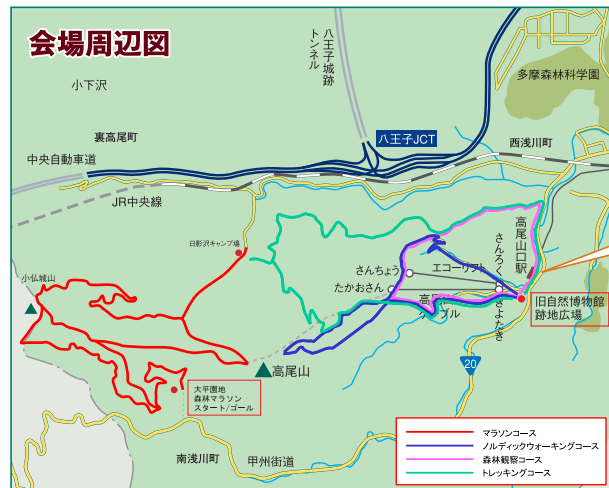 会場周辺図
八王子城跡
トンネル
小下沢
多摩森林科学園
裏高尾町
八王子JCT
西浅川町
中央自動車道
JR中央線
高尾山口駅
日影沢キャンプ場
さんろく
さんちょう
エコーリフト
小仏城山
たかおさん
きよたき
旧自然博物館
跡地広場
高尾山
20
大平園地
森林マラソン
スタート/ゴール
南浅川町
甲州街道
マラソンコース
ノルディックウォーキングコース
森林観察コース
トレッキングコース